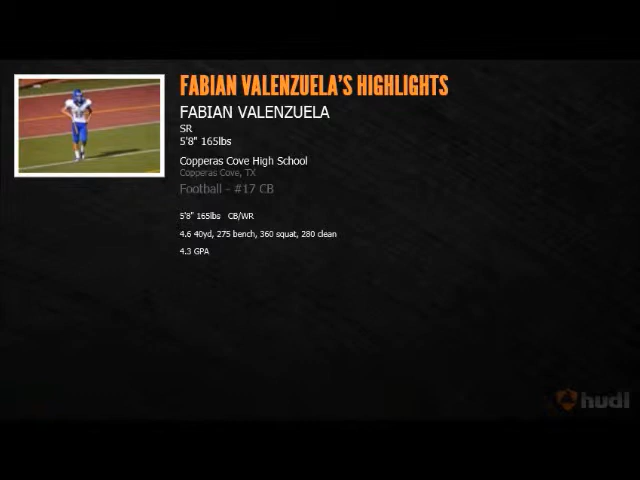 FABIAN VALENZUELA'S HIGHLIGHTS
FABIAN VALENZUELA
SR
5'8" 165lbs
Copperas Cove High School
Copperas Cove, TX
Football - #17 CB
5'8" 165lbs CB/WR
4.6 40yd, 275 bench, 360 squat, 280 clean
4.3 GPA
hudl